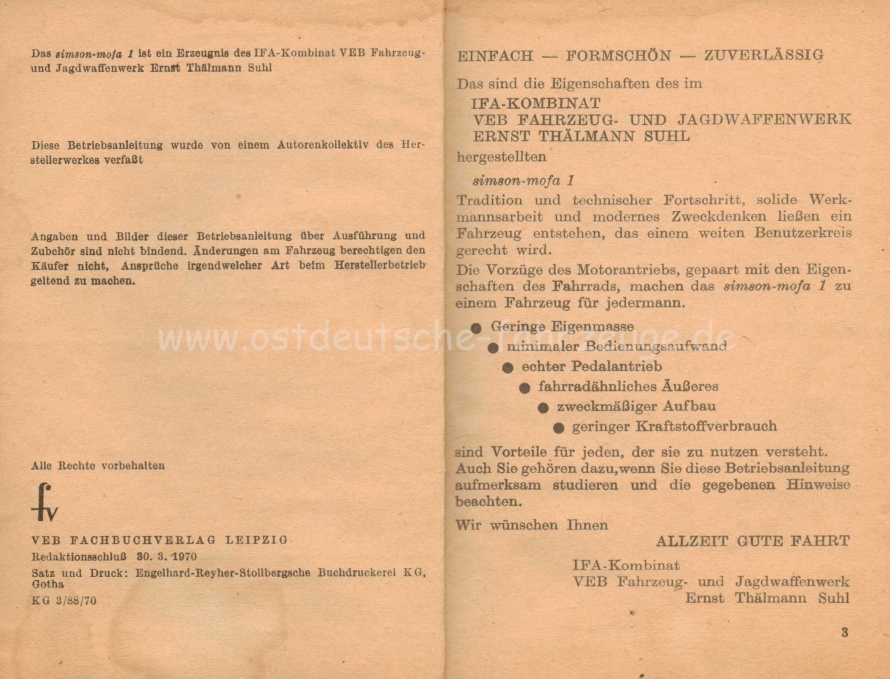 Das simson-mofa 1 ist ein Erzeugnis des IFA-Kombinat VEB Fahrzeug-
und Jagdwaffenwerk Ernst Thälmann Suhl
Diese Betriebsanleitung wurde von einem Autorenkollektiv des Her-
stellerwerkes verfaßt
Angaben und Bilder dieser Betriebsanleitung über Ausführung und
Zubehör sind nicht bindend. Änderungen am Fahrzeug berechtigen den
Käufer nicht, Ansprüche irgendwelcher Art beim Herstellerbetrieb
geltend zu machen.
Alle Rechte vorbehalten
fv
VEB FACHBUCHVERLAG LEIPZIG
Redaktionsschluß 30. 3. 1970
Satz und Druck: Engelhard-Reyher-Stollbergsche Buchdruckerei KG,
Gotha
KG 3/88/70
EINFACH — FORMSCHÖN — ZUVERLÄSSIG
Das sind die Eigenschaften des im
IFA-KOMBINAT
VEB FAHRZEUG- UND JAGDWAFFENWERK
ERNST THÄLMANN SUHL
hergestellten
simson-mofa 1
Tradition und technischer Fortschritt, solide Werk-
mannsarbeit und modernes Zweckdenken ließen ein
Fahrzeug entstehen, das einem weiten Benutzerkreis
gerecht wird.
Die Vorzüge des Motorantriebs, gepaart mit den Eigen-
schaften des Fahrrads, machen das simson-mofa 1 zu
einem Fahrzeug für jedermann.
● Geringe Eigenmasse
● minimaler Bedienungsaufwand
● echter Pedalantrieb
● fahrradähnliches Äußeres
● zweckmäßiger Aufbau
● geringer Kraftstoffverbrauch
sind Vorteile für jeden, der sie zu nutzen versteht.
Auch Sie gehören dazu,wenn Sie diese Betriebsanleitung
aufmerksam studieren und die gegebenen Hinweise
beachten.
Wir wünschen Ihnen
ALLZEIT GUTE FAHRT
IFA-Kombinat
VEB Fahrzeug- und Jagdwaffenwerk
Ernst Thälmann Suhl
3
www.ostdeutsche-fahrzeuge.de